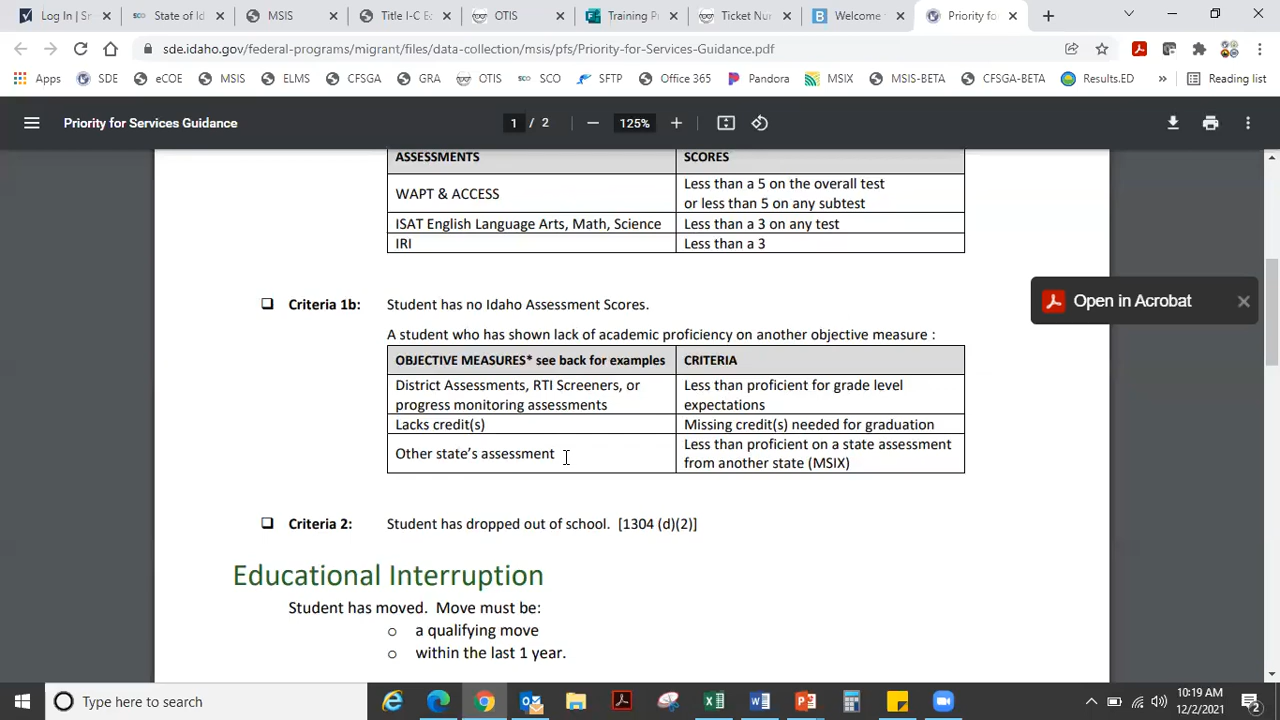 Log In | Sr
State of Id
MSIS
Title I-C Ec
OTIS
Training P
Ticket Nur
Welcome
Priority fo
sde.idaho.gov/federal-programs/migrant/files/data-collection/msis/pfs/Priority-for-Services-Guidance.pdf
Apps SDE eCOE MSIS ELMS CFSGA GRA OTIS SCO SFTP Office 365 Pandora MSIX MSIS-BETA CFSGA-BETA Results.ED » Reading list
Priority for Services Guidance
1 / 2
125%
ASSESSMENTS SCORES
WAPT & ACCESS Less than a 5 on the overall test
or less than 5 on any subtest
ISAT English Language Arts, Math, Science Less than a 3 on any test
IRI Less than a 3
Open in Acrobat
Criteria 1b: Student has no Idaho Assessment Scores.
A student who has shown lack of academic proficiency on another objective measure :
OBJECTIVE MEASURES* see back for examples CRITERIA
District Assessments, RTI Screeners, or
progress monitoring assessments
Less than proficient for grade level
expectations
Lacks credit(s) Missing credit(s) needed for graduation
Other state's assessment Less than proficient on a state assessment
from another state (MSIX)
Criteria 2: Student has dropped out of school. [1304 (d)(2)]
Educational Interruption
Student has moved. Move must be:
o a qualifying move
o within the last 1 year.
Type here to search
10:19 AM
12/2/2021
2